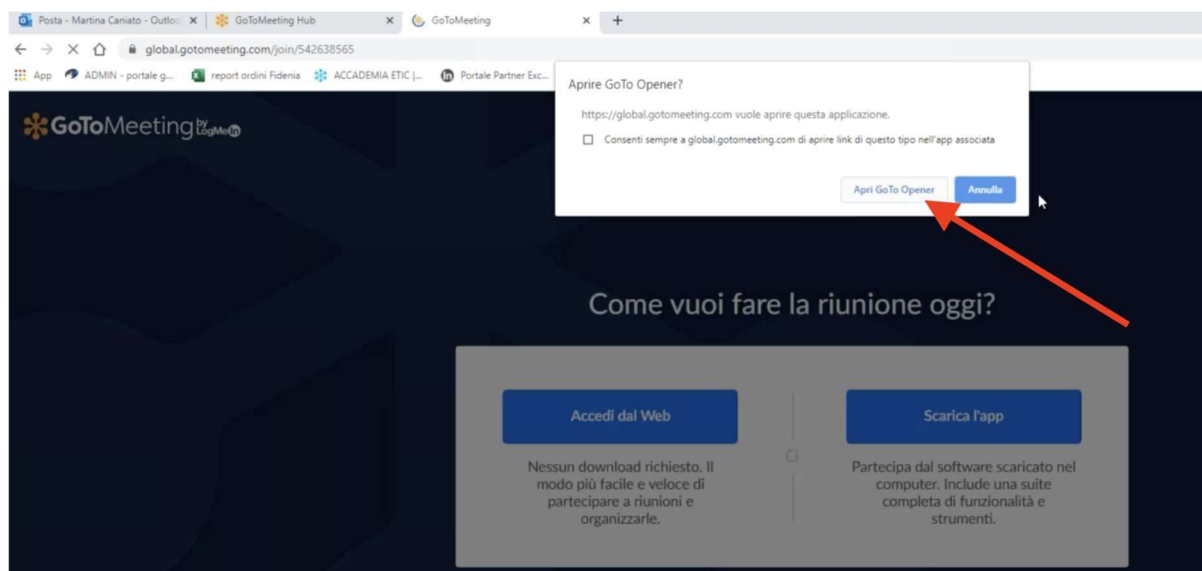 Posta - Martina Caniato - Outloo
GoToMeeting Hub
GoToMeeting
global.gotomeeting.com/join/542638565
App
ADMIN - portale g...
report ordini Fidenia
ACCADEMIA ETIC |...
Portale Partner Exc...
Aprire GoTo Opener?
https://global.gotomeeting.com vuole aprire questa applicazione.
Consenti sempre a global.gotomeeting.com di aprire link di questo tipo nell'app associata
Apri GoTo Opener
Annulla
GoToMeeting by LogMeIn
Come vuoi fare la riunione oggi?
Accedi dal Web
Nessun download richiesto. Il
modo più facile e veloce di
partecipare a riunioni e
organizzarle.
O
Scarica l'app
Partecipa dal software scaricato nel
computer. Include una suite
completa di funzionalità e
strumenti.